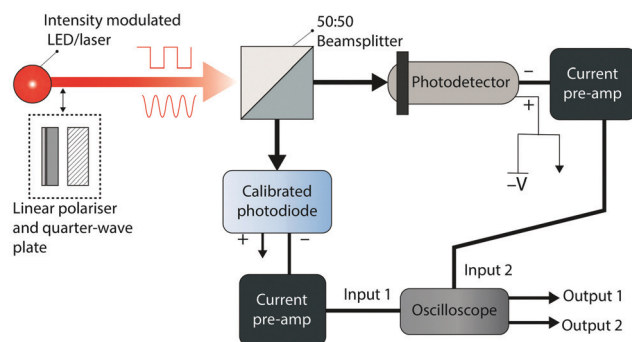 Intensity modulated
LED/laser
50:50
Beamsplitter
Photodetector
−
+
Current
pre-amp
−V
Linear polariser
and quarter-wave
plate
Calibrated
photodiode
+
−
Current
pre-amp
Input 1
Input 2
Oscilloscope
Output 1
Output 2